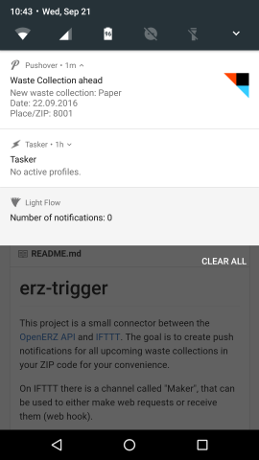 10:43 • Wed, Sep 21
96
Pushover • 1m
Waste Collection ahead
New waste collection: Paper
Date: 22.09.2016
Place/ZIP: 8001
Tasker • 1h
Tasker
No active profiles.
Light Flow
Number of notifications: 0
CLEAR ALL
README.md
erz-trigger
This project is a small connector between the
OpenERZ API and IFTTT. The goal is to create push
notifications for all upcoming waste collections in
your ZIP code for your convenience.
On IFTTT there is a channel called "Maker", that can
be used to either make web requests or receive
them (web hook).